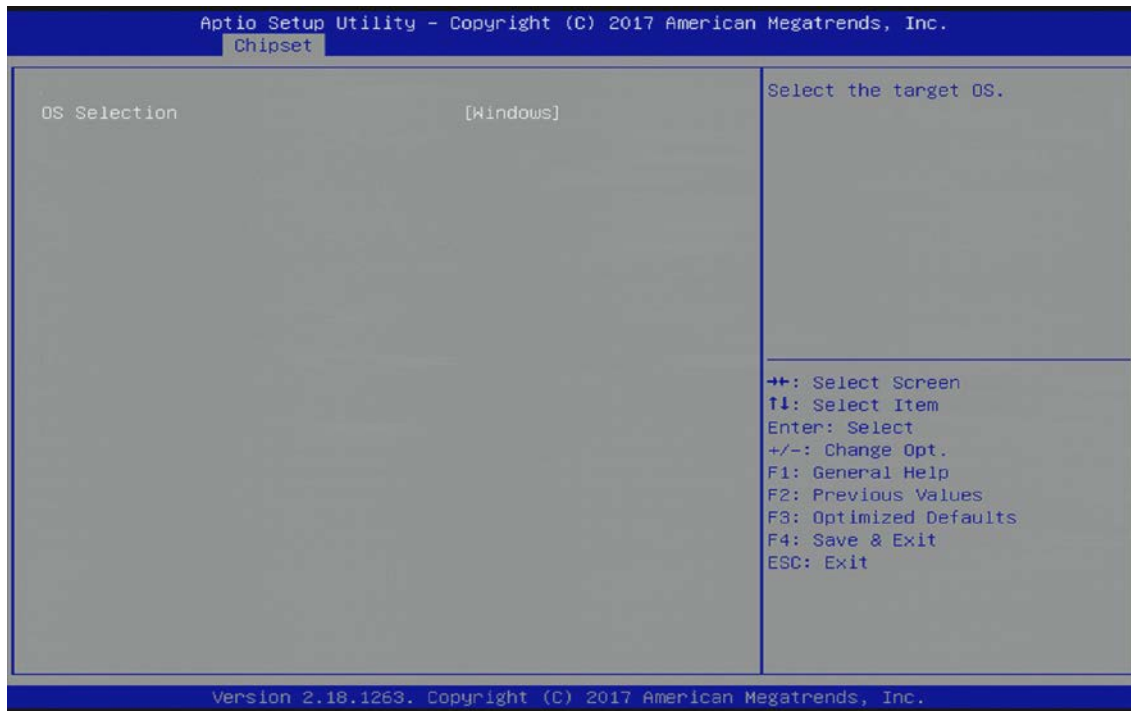 Aptio Setup Utility – Copyright (C) 2017 American Megatrends, Inc.
Chipset
OS Selection [Windows]
Select the target OS.
→←: Select Screen
↑↓: Select Item
Enter: Select
+/-: Change Opt.
F1: General Help
F2: Previous Values
F3: Optimized Defaults
F4: Save & Exit
ESC: Exit
Version 2.18.1263. Copyright (C) 2017 American Megatrends, Inc.